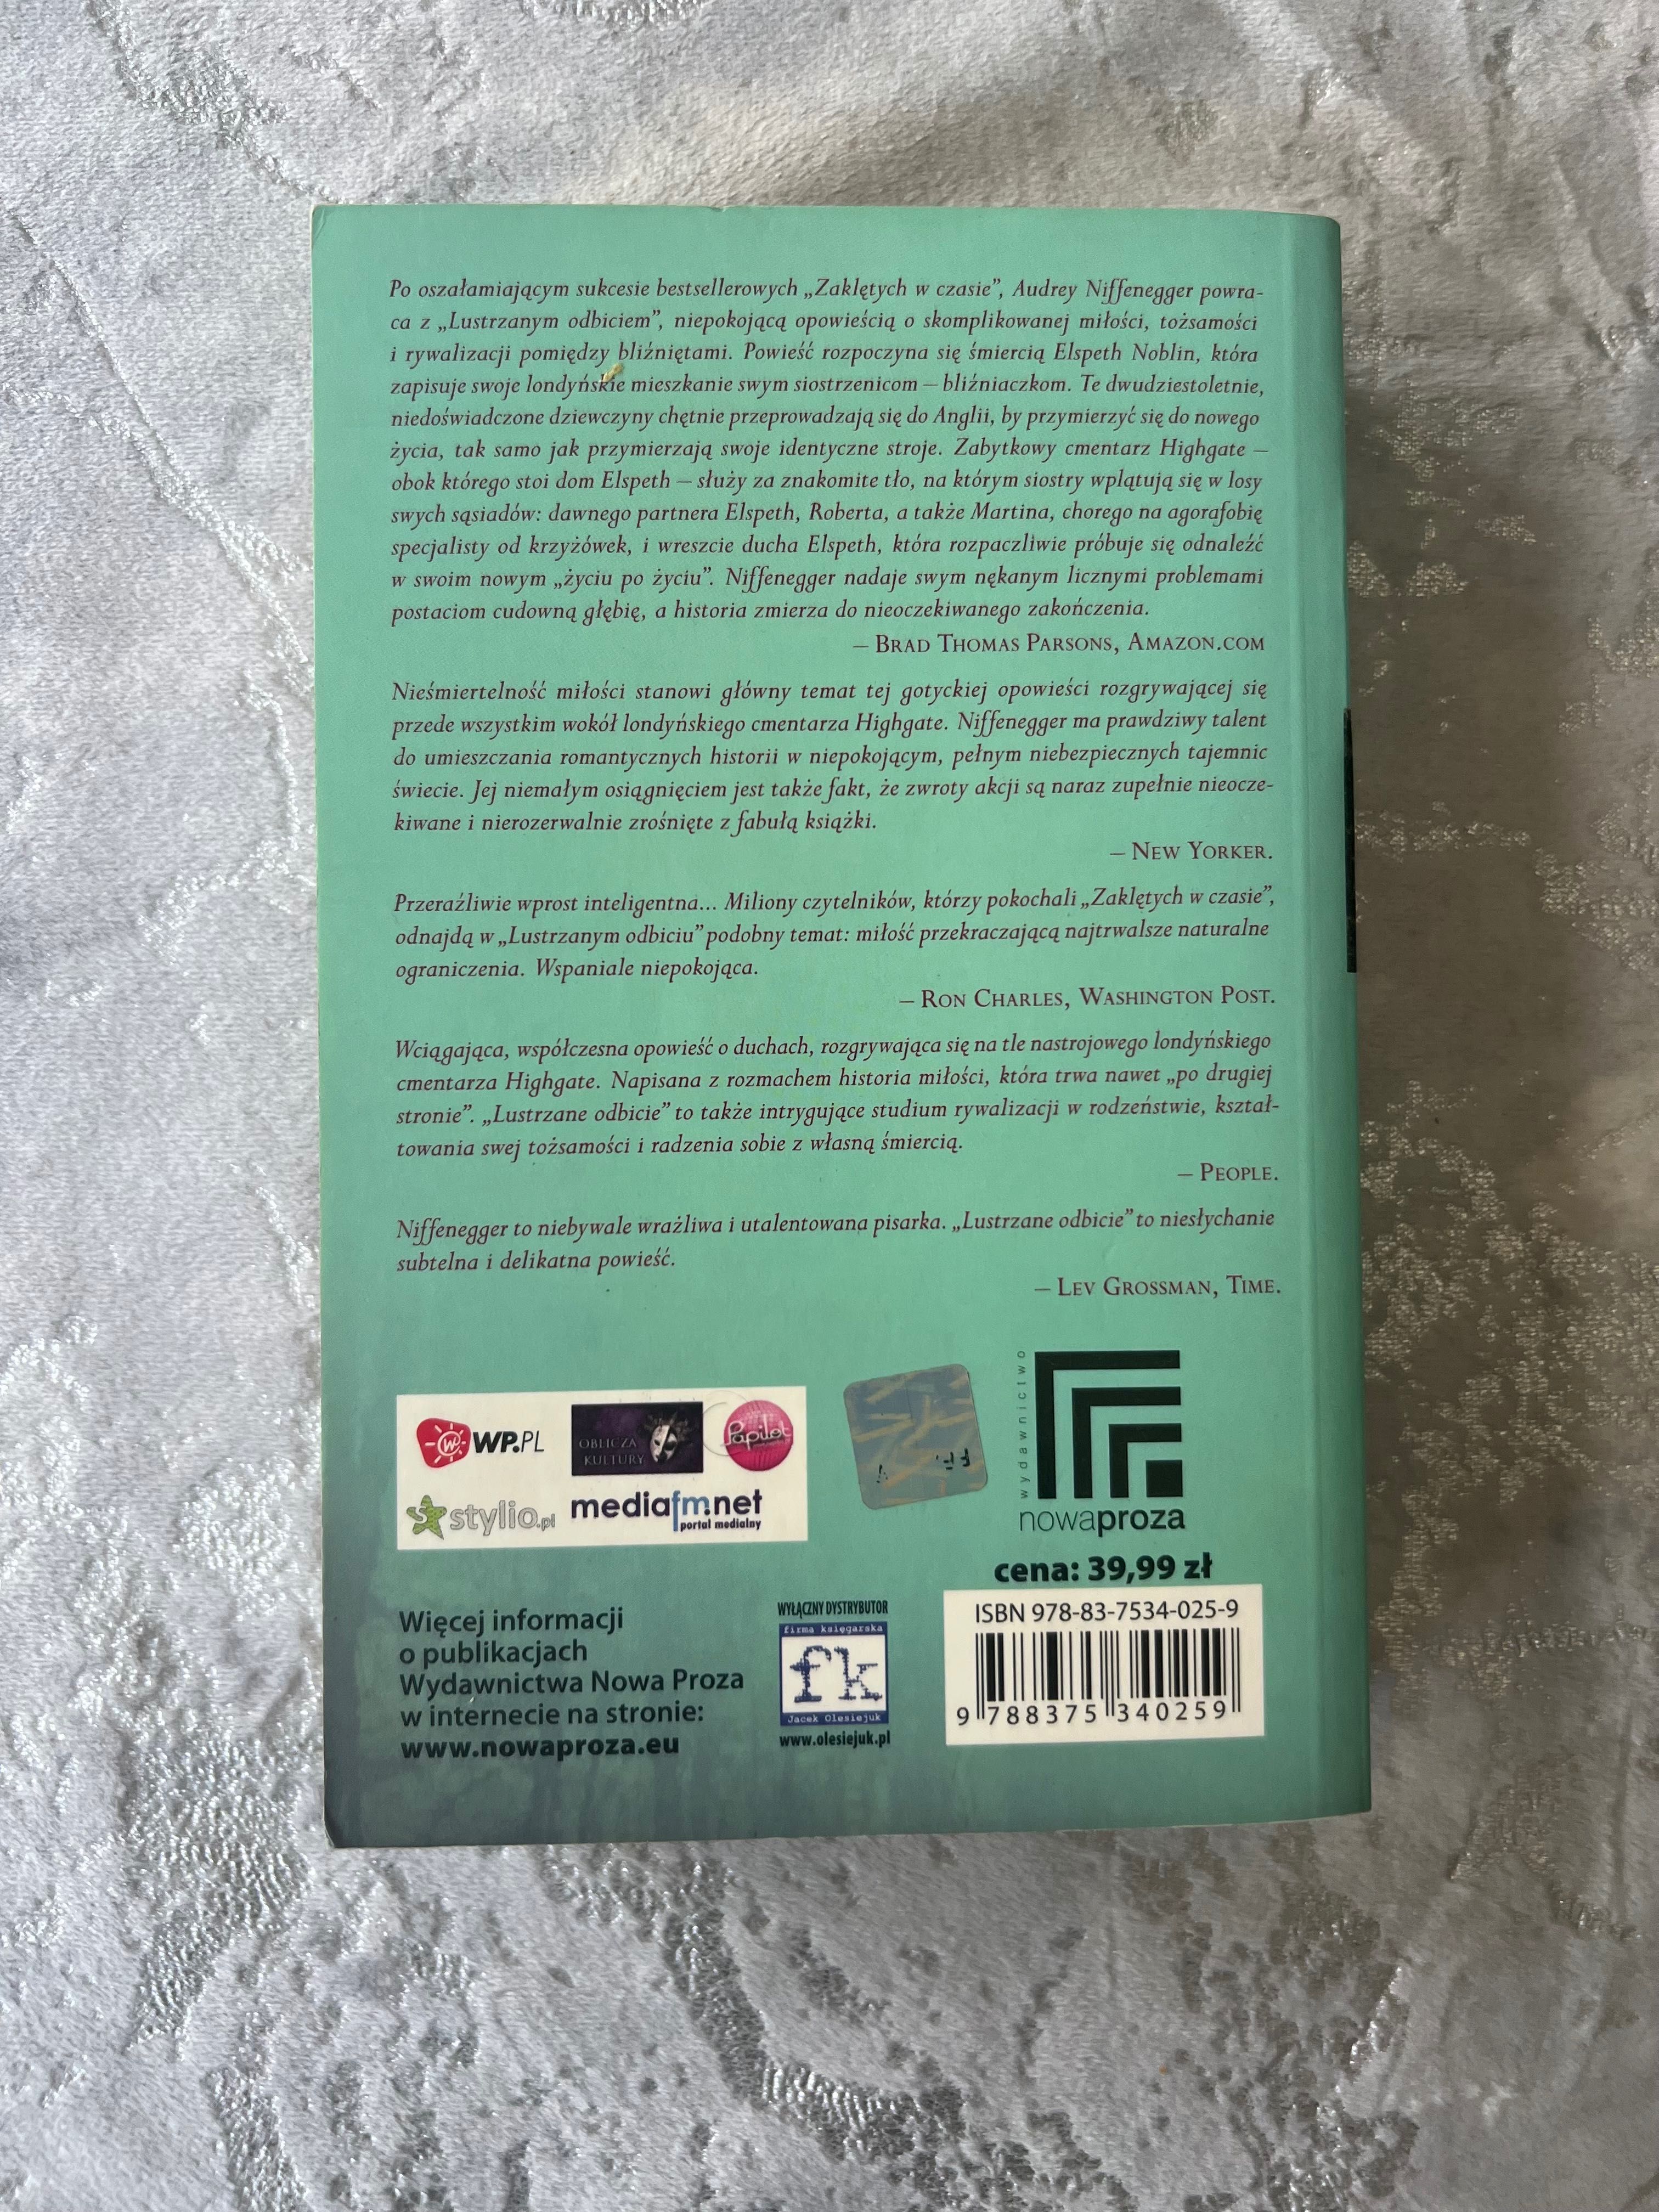 Po oszałamiającym sukcesie bestsellerowych „Zaklętych w czasie”, Audrey Niffenegger powra-
ca z „Lustrzanym odbiciem”, niepokojącą opowieścią o skomplikowanej miłości, tożsamości
i rywalizacji pomiędzy bliźniętami. Powieść rozpoczyna się śmiercią Elspeth Noblin, która
zapisuje swoje londyńskie mieszkanie swym siostrzenicom – bliźniaczkom. Te dwudziestoletnie,
niedoświadczone dziewczyny chętnie przeprowadzają się do Anglii, by przymierzyć się do nowego
życia, tak samo jak przymierzają swoje identyczne stroje. Zabytkowy cmentarz Highgate –
obok którego stoi dom Elspeth – służy za znakomite tło, na którym siostry wplątują się w losy
swych sąsiadów: dawnego partnera Elspeth, Roberta, a także Martina, chorego na agorafobię
specjalisty od krzyżówek, i wreszcie ducha Elspeth, która rozpaczliwie próbuje się odnaleźć
w swoim nowym „życiu po życiu”. Niffenegger nadaje swym nękanym licznymi problemami
postaciom cudowną głębię, a historia zmierza do nieoczekiwanego zakończenia.
– BRAD THOMAS PARSONS, AMAZON.COM
Nieśmiertelność miłości stanowi główny temat tej gotyckiej opowieści rozgrywającej się
przede wszystkim wokół londyńskiego cmentarza Highgate. Niffenegger ma prawdziwy talent
do umieszczania romantycznych historii w niepokojącym, pełnym niebezpiecznych tajemnic
świecie. Jej niemałym osiągnięciem jest także fakt, że zwroty akcji są naraz zupełnie nieocze-
kiwane i nierozerwalnie zrośnięte z fabułą książki.
– NEW YORKER.
Przeraźliwie wprost inteligentna... Miliony czytelników, którzy pokochali „Zaklętych w czasie”,
odnajdą w „Lustrzanym odbiciu” podobny temat: miłość przekraczającą najtrwalsze naturalne
ograniczenia. Wspaniale niepokojąca.
– RON CHARLES, WASHINGTON POST.
Wciągająca, współczesna opowieść o duchach, rozgrywająca się na tle nastrojowego londyńskiego
cmentarza Highgate. Napisana z rozmachem historia miłości, która trwa nawet „po drugiej
stronie”. „Lustrzane odbicie” to także intrygujące studium rywalizacji w rodzeństwie, kształ-
towania swej tożsamości i radzenia sobie z własną śmiercią.
– PEOPLE.
Niffenegger to niebywale wrażliwa i utalentowana pisarka. „Lustrzane odbicie” to niesłychanie
subtelna i delikatna powieść.
– LEV GROSSMAN, TIME.
W WP.PL
OBLICZA
KULTURY
Papilot
stylio.pl
mediafm.net
portal medialny
wydawnictwo
nowaproza
cena: 39,99 zł
Więcej informacji
o publikacjach
Wydawnictwa Nowa Proza
w internecie na stronie:
www.nowaproza.eu
WYŁĄCZNY DYSTRYBUTOR
firma księgarska
fk
Jacek Olesiejuk
www.olesiejuk.pl
ISBN 978-83-7534-025-9
9 788375 340259